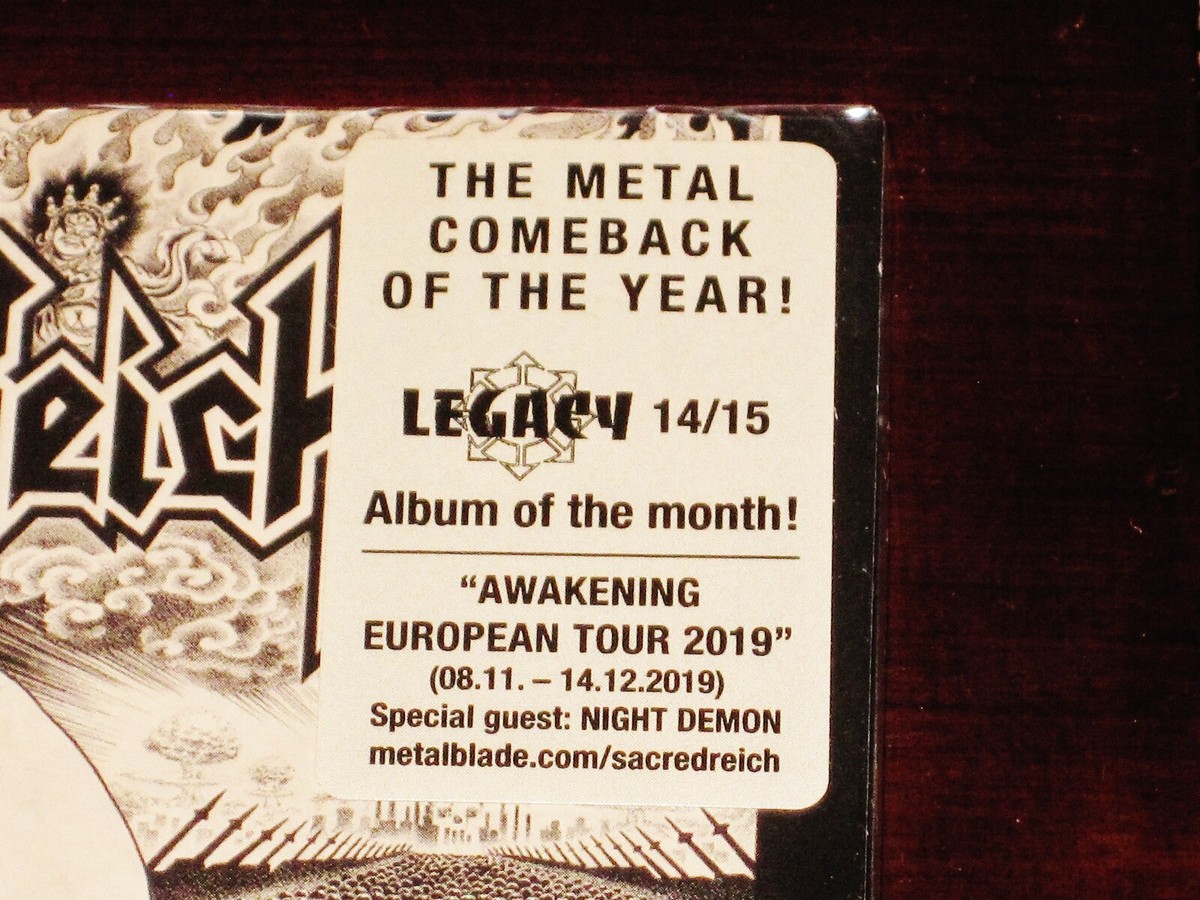 Reich
THE METAL
COMEBACK
OF THE YEAR!
LEGACY 14/15
Album of the month!
“AWAKENING
EUROPEAN TOUR 2019”
(08.11. – 14.12.2019)
Special guest: NIGHT DEMON
metalblade.com/sacredreich